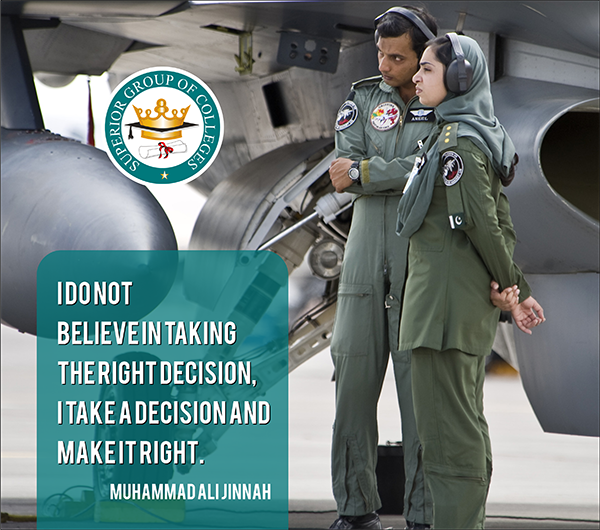 SUPERIOR GROUP OF COLLEGES
ANGEL
I DO NOT
BELIEVE IN TAKING
THE RIGHT DECISION,
I TAKE A DECISION AND
MAKE IT RIGHT.
MUHAMMAD ALI JINNAH